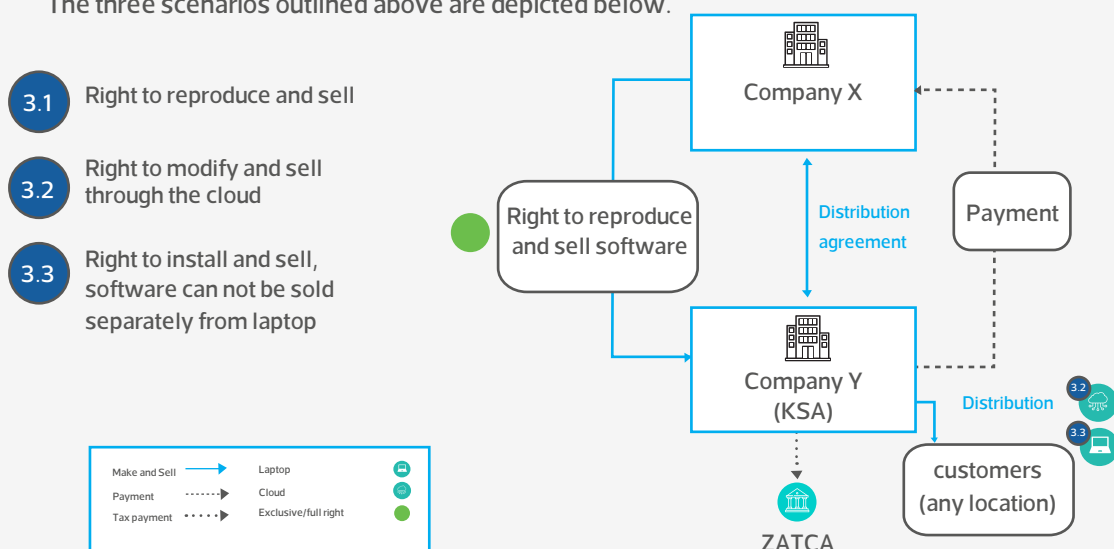 The three scenarios outlined above are depicted below.
3.1
Right to reproduce and sell
3.2
Right to modify and sell
through the cloud
3.3
Right to install and sell,
software can not be sold
separately from laptop
Company X
Right to reproduce
and sell software
Distribution
agreement
Payment
Company Y
(KSA)
Distribution
3.2
3.3
customers
(any location)
ZATCA
Make and Sell
Laptop
Payment
Cloud
Tax payment
Exclusive/full right